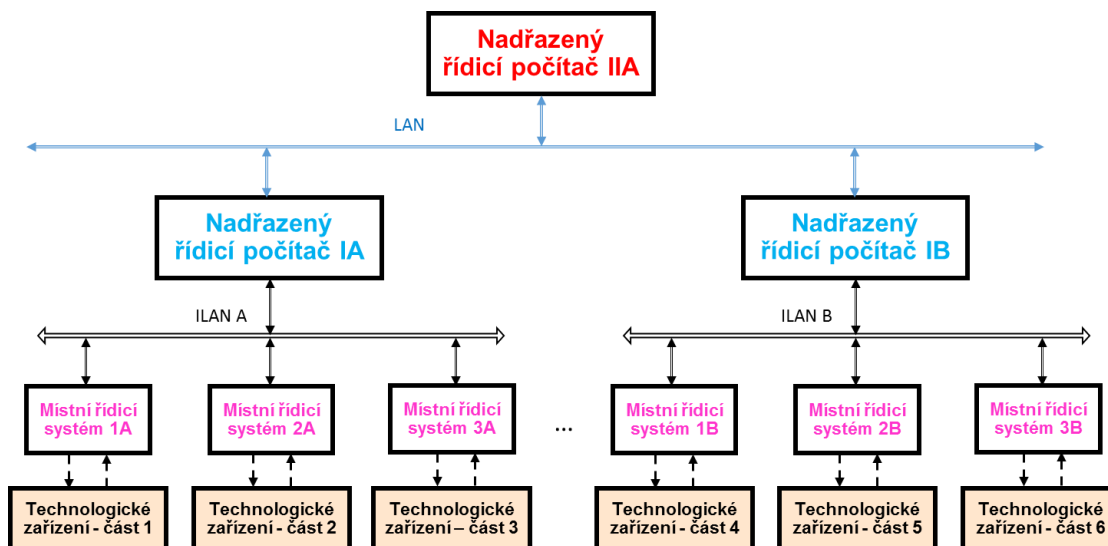 Nadřazený
řídicí počítač IIA
LAN
Nadřazený
řídicí počítač IA
Nadřazený
řídicí počítač IB
ILAN A
ILAN B
Místní řídicí
systém 1A
Místní řídicí
systém 2A
Místní řídicí
systém 3A
...
Místní řídicí
systém 1B
Místní řídicí
systém 2B
Místní řídicí
systém 3B
Technologické
zařízení - část 1
Technologické
zařízení - část 2
Technologické
zařízení – část 3
Technologické
zařízení - část 4
Technologické
zařízení - část 5
Technologické
zařízení - část 6